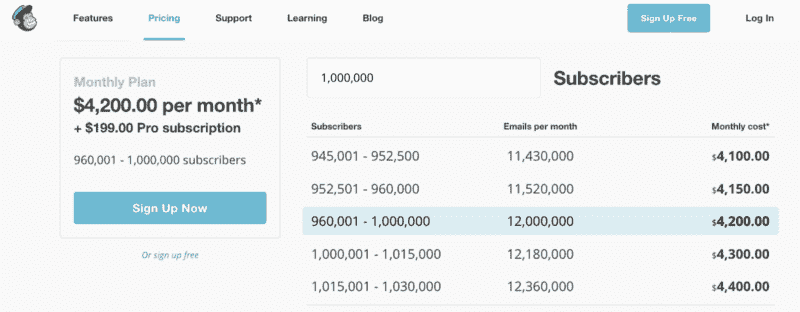 Features Pricing Support Learning Blog Sign Up Free Log In
Monthly Plan
$4,200.00 per month*
+ $199.00 Pro subscription
960,001 - 1,000,000 subscribers
Sign Up Now
Or sign up free
1,000,000 Subscribers
Subscribers Emails per month Monthly cost*
945,001 - 952,500 11,430,000 $4,100.00
952,501 - 960,000 11,520,000 $4,150.00
960,001 - 1,000,000 12,000,000 $4,200.00
1,000,001 - 1,015,000 12,180,000 $4,300.00
1,015,001 - 1,030,000 12,360,000 $4,400.00